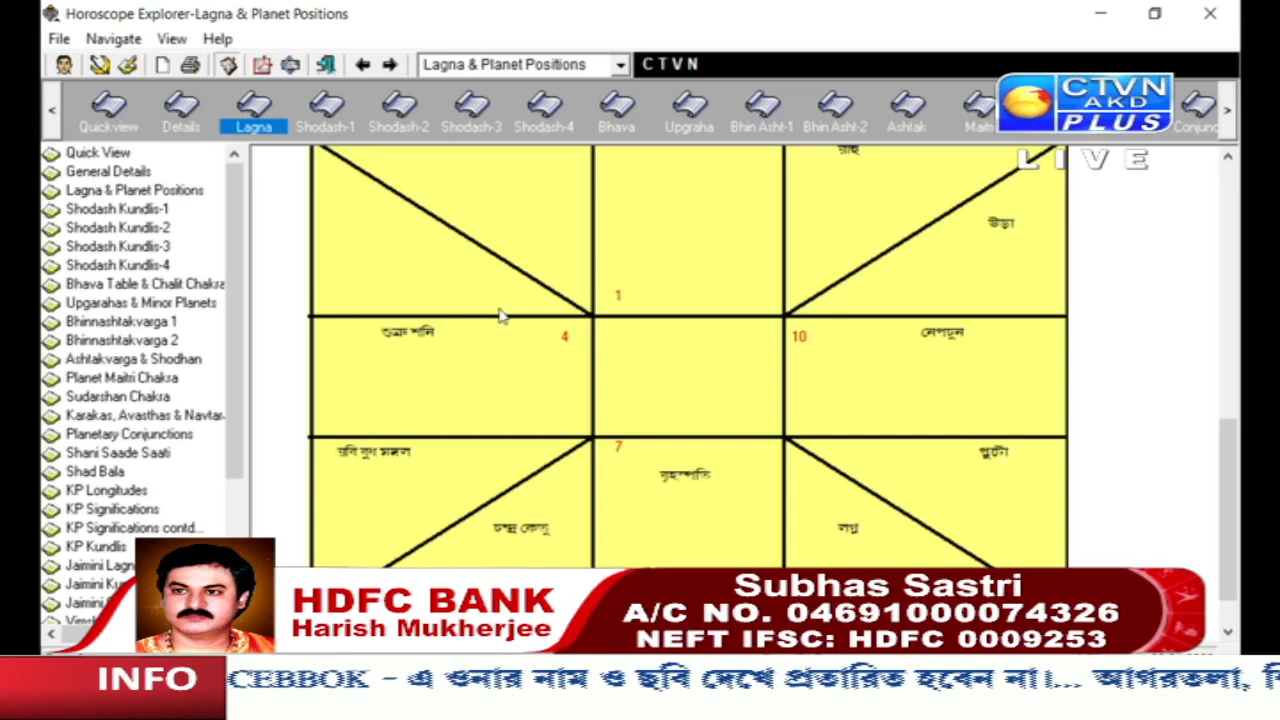 Horoscope Explorer-Lagna & Planet Positions
File Navigate View Help
Lagna & Planet Positions
CTVN
Quickview Details Lagna Shodash-1 Shodash-2 Shodash-3 Shodash-4 Bhava Upgraha Bhin Asht-1 Bhin Asht-2 Ashtak
CTVN
AKD
PLUS
LIVE
Quick View
General Details
Lagna & Planet Positions
Shodash Kundlis-1
Shodash Kundlis-2
Shodash Kundlis-3
Shodash Kundlis-4
Bhava Table & Chalit Chakra
Upgarahas & Minor Planets
Bhinnashtakvarga 1
Bhinnashtakvarga 2
Ashtakvarga & Shodhan
Planet Maitri Chakra
Sudarshan Chakra
Karakas, Avasthas & Navtar
Planetary Conjunctions
Shani Saade Saati
Shad Bala
KP Longitudes
KP Significations
KP Significations contd...
KP Kundlis
রাহু
1
শুক্র শনি 4
10 নেপচুন
রবি বুধ মঙ্গল
7
বৃহস্পতি
প্লুটো
চন্দ্র কেতু
লগ্ন
HDFC BANK
Harish Mukherjee
Subhas Sastri
A/C NO. 04691000074326
NEFT IFSC: HDFC 0009253
INFO
CEBBOK - এ ওনার নাম ও ছবি দেখে প্রতারিত হবেন না।... আগরতলা,